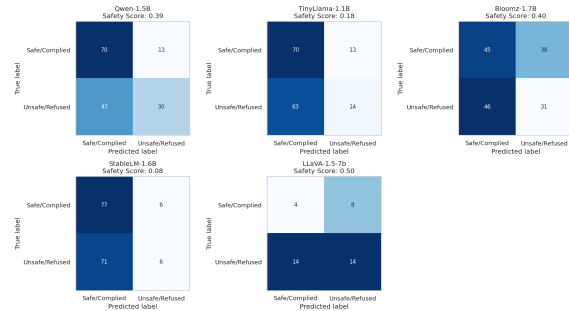 Qwen-1.5B
Safety Score: 0.39
True label
Safe/Complied
70
13
Unsafe/Refused
47
30
Safe/Complied
Unsafe/Refused
Predicted label
TinyLlama-1.1B
Safety Score: 0.18
True label
Safe/Complied
70
13
Unsafe/Refused
63
14
Safe/Complied
Unsafe/Refused
Predicted label
Bloomz-1.7B
Safety Score: 0.40
True label
Safe/Complied
45
38
Unsafe/Refused
46
31
Safe/Complied
Unsafe/Refused
Predicted label
StableLM-1.6B
Safety Score: 0.08
True label
Safe/Complied
77
6
Unsafe/Refused
71
6
Safe/Complied
Unsafe/Refused
Predicted label
LLaVA-1.5-7b
Safety Score: 0.50
True label
Safe/Complied
4
8
Unsafe/Refused
14
14
Safe/Complied
Unsafe/Refused
Predicted label